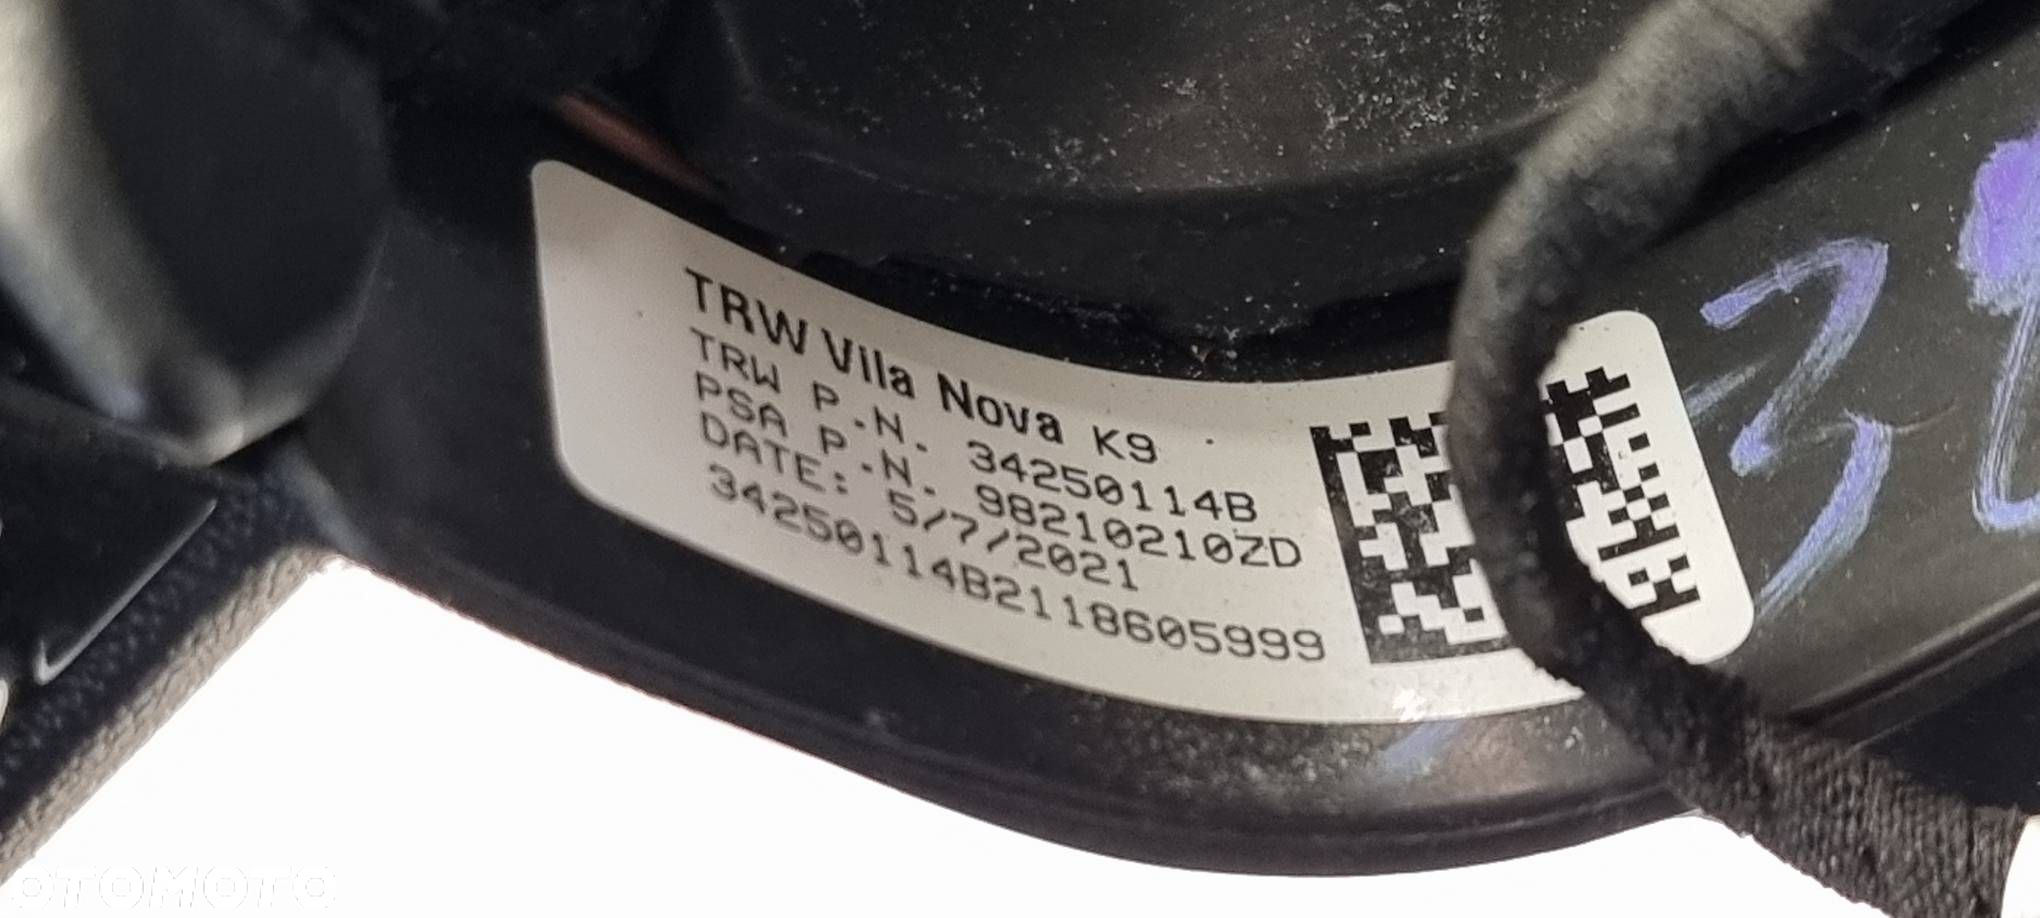 TRW Vila Nova K9
TRW P.N. 34250114B
PSA P.N. 98210210ZD
DATE: 5/7/2021
34250114B2118605999
OTOMOTO